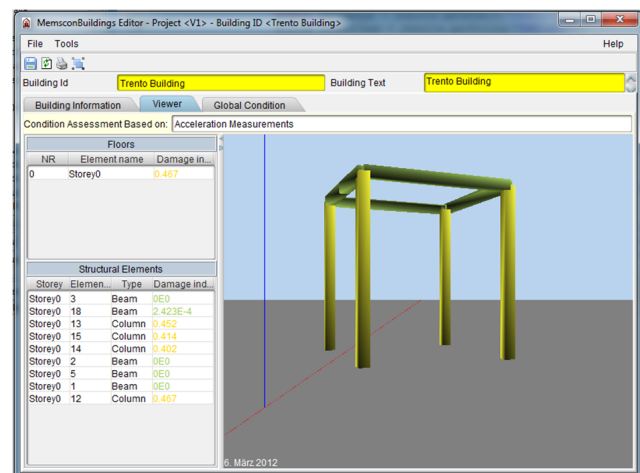 MemsconBuildings Editor - Project <V1> - Building ID <Trento Building>
File Tools Help
Building Id Trento Building Building Text Trento Building
Building Information Viewer Global Condition
Condition Assessment Based on: Acceleration Measurements
Floors
NR Element name Damage in...
0 Storey0 0.467
Structural Elements
Storey Elemen... Type Damage ind...
Storey0 3 Beam 0E0
Storey0 18 Beam 2.423E-4
Storey0 13 Column 0.452
Storey0 15 Column 0.414
Storey0 14 Column 0.402
Storey0 2 Beam 0E0
Storey0 5 Beam 0E0
Storey0 1 Beam 0E0
Storey0 12 Column 0.467
6. März 2012